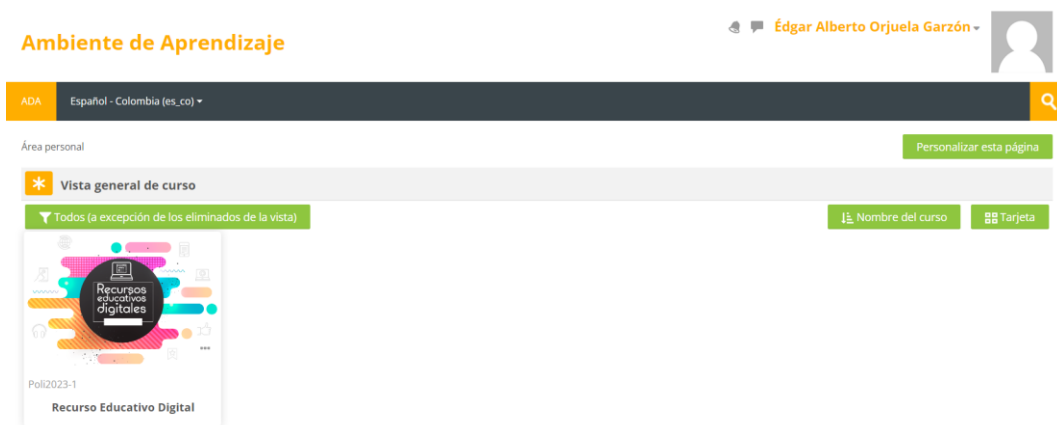 Ambiente de Aprendizaje
Édgar Alberto Orjuela Garzón
ADA
Español - Colombia (es_co)
Área personal
Personalizar esta página
Vista general de curso
Todos (a excepción de los eliminados de la vista)
Nombre del curso
Tarjeta
Recursos
educativos
digitales
Poli2023-1
Recurso Educativo Digital